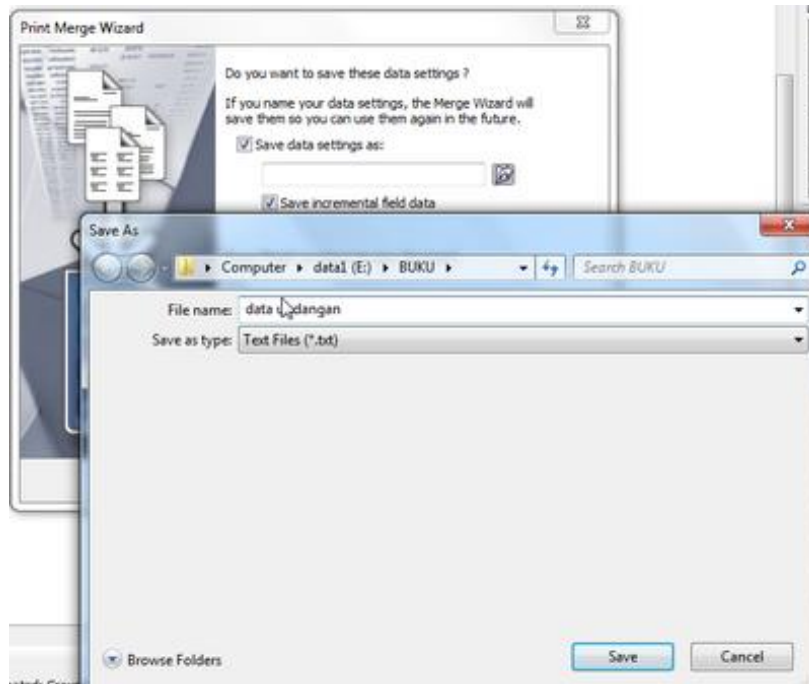 Print Merge Wizard
Do you want to save these data settings ?
If you name your data settings, the Merge Wizard will
save them so you can use them again in the future.
Save data settings as:
Save incremental field data
Save As
Computer data1 (E:) BUKU
Search BUKU
File name: data undangan
Save as type: Text Files (*.txt)
Browse Folders
Save
Cancel